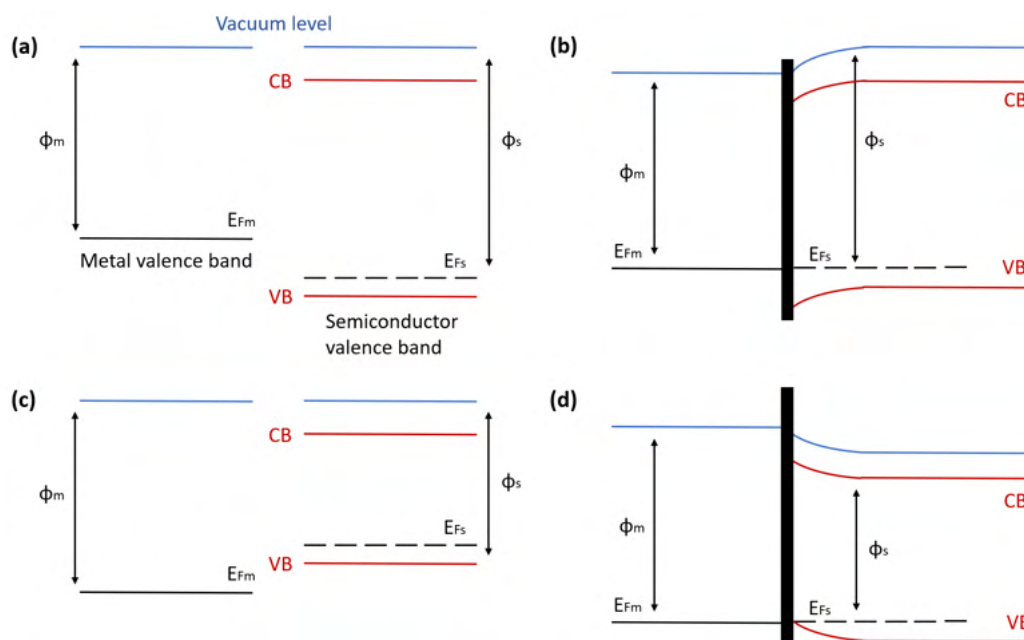 Vacuum level
(a)
CB
ϕm
ϕs
EFm
EFs
Metal valence band
VB
Semiconductor
valence band
(b)
CB
ϕs
ϕm
EFm
EFs
VB
(c)
CB
ϕm
ϕs
EFs
EFm
VB
(d)
CB
ϕm
ϕs
EFm
EFs
VB